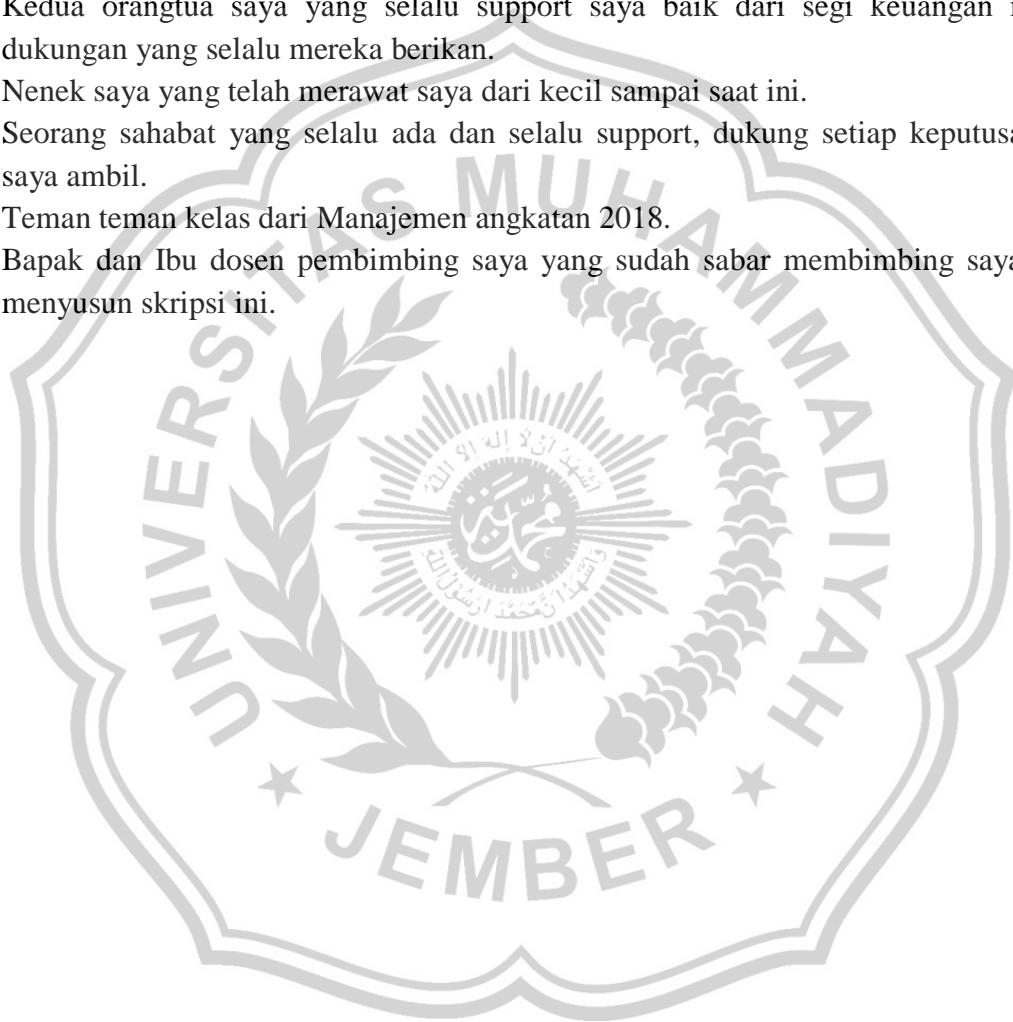 Kedua orangtua saya yang selalu support saya baik dari segi keuangan
dukungan yang selalu mereka berikan.
Nenek saya yang telah merawat saya dari kecil sampai saat ini.
Seorang sahabat yang selalu ada dan selalu support, dukung setiap keputusa
saya ambil.
Teman teman kelas dari Manajemen angkatan 2018.
Bapak dan Ibu dosen pembimbing saya yang sudah sabar membimbing saya
menyusun skripsi ini.
UNIVERSITAS MUHAMMADIYAH
JEMBER